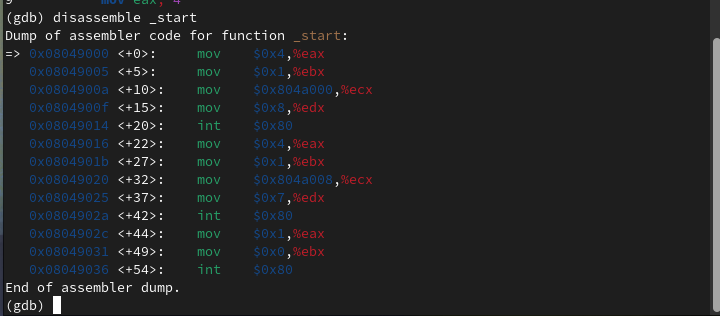 9 mov eax, 4
(gdb) disassemble _start
Dump of assembler code for function _start:
=> 0x08049000 <+0>: mov $0x4,%eax
0x08049005 <+5>: mov $0x1,%ebx
0x0804900a <+10>: mov $0x804a000,%ecx
0x0804900f <+15>: mov $0x8,%edx
0x08049014 <+20>: int $0x80
0x08049016 <+22>: mov $0x4,%eax
0x0804901b <+27>: mov $0x1,%ebx
0x08049020 <+32>: mov $0x804a008,%ecx
0x08049025 <+37>: mov $0x7,%edx
0x0804902a <+42>: int $0x80
0x0804902c <+44>: mov $0x1,%eax
0x08049031 <+49>: mov $0x0,%ebx
0x08049036 <+54>: int $0x80
End of assembler dump.
(gdb)